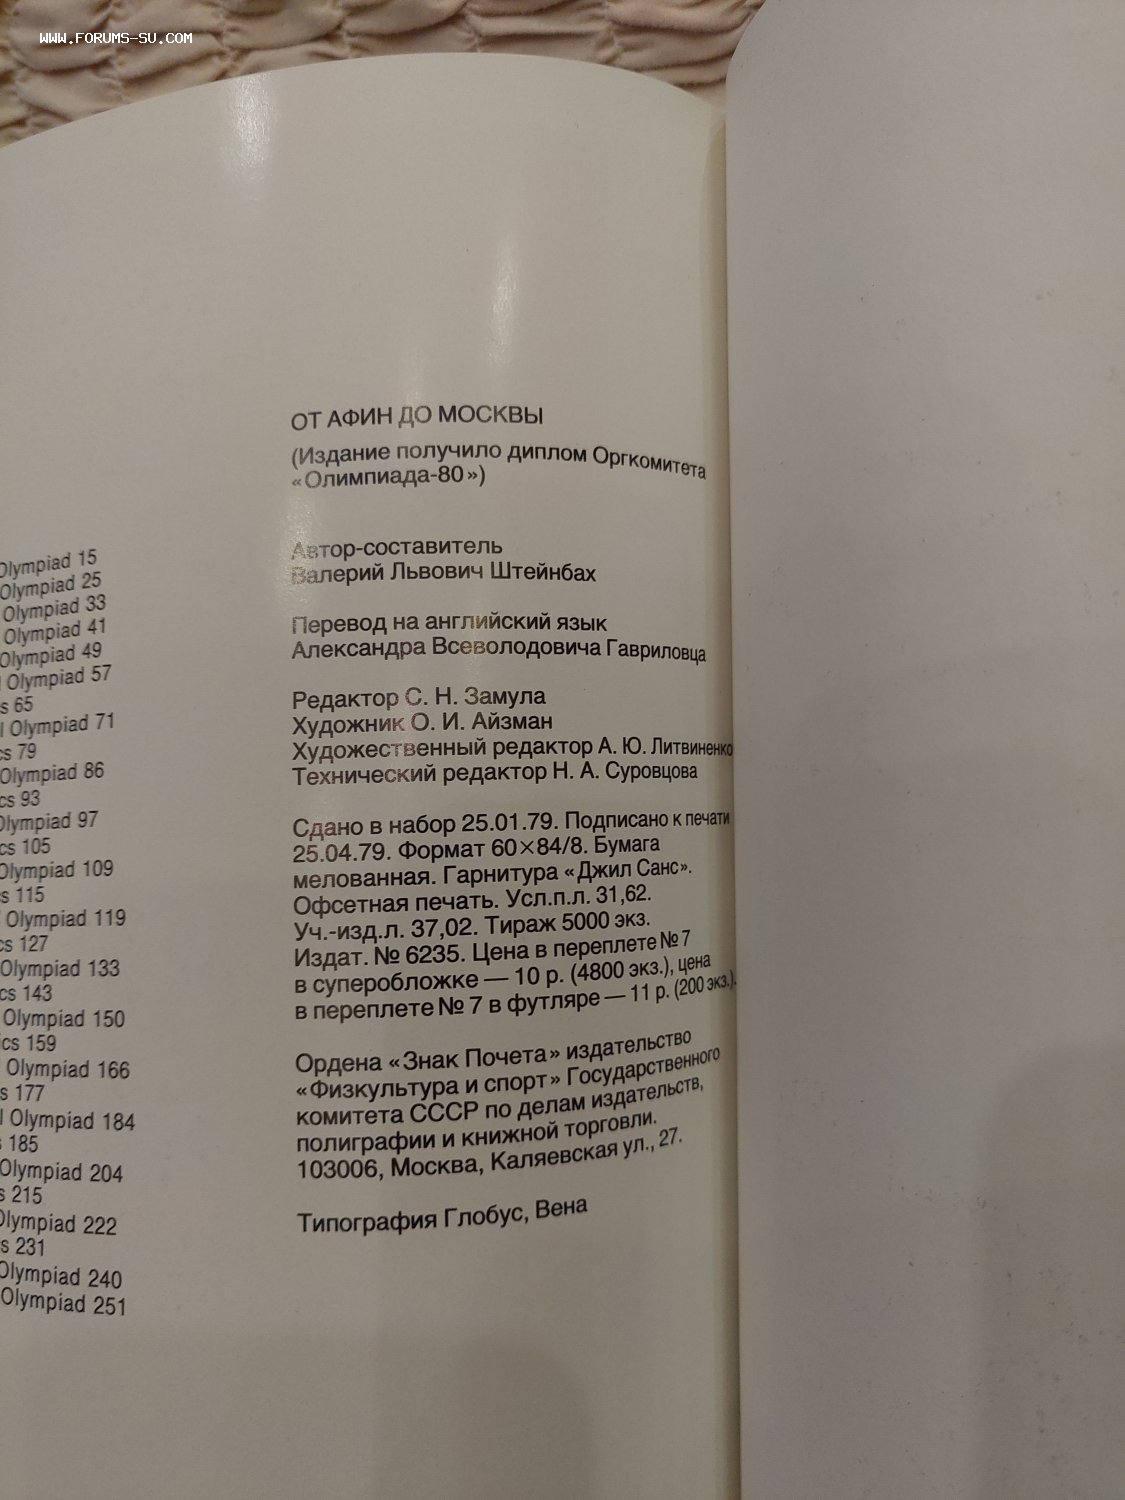 WWW.FORUMS-SU.COM
Olympiad 15
Olympiad 25
Olympiad 33
Olympiad 41
Olympiad 49
Olympiad 57
s 65
l Olympiad 71
cs 79
Olympiad 86
cs 93
Olympiad 97
cs 105
Olympiad 109
s 115
Olympiad 119
cs 127
Olympiad 133
cs 143
Olympiad 150
cs 159
Olympiad 166
s 177
l Olympiad 184
185
Olympiad 204
s 215
Olympiad 222
s 231
Olympiad 240
Olympiad 251
ОТ АФИН ДО МОСКВЫ
(Издание получило диплом Оргкомитета
«Олимпиада-80»)
Автор-составитель
Валерий Львович Штейнбах
Перевод на английский язык
Александра Всеволодовича Гавриловца
Редактор С. Н. Замула
Художник О. И. Айзман
Художественный редактор А. Ю. Литвиненко
Технический редактор Н. А. Суровцова
Сдано в набор 25.01.79. Подписано к печати
25.04.79. Формат 60×84/8. Бумага
мелованная. Гарнитура «Джил Санс».
Офсетная печать. Усл.п.л. 31,62.
Уч.-изд.л. 37,02. Тираж 5000 экз.
Издат. № 6235. Цена в переплете № 7
в суперобложке — 10 р. (4800 экз.), цена
в переплете № 7 в футляре — 11 р. (200 экз.).
Ордена «Знак Почета» издательство
«Физкультура и спорт» Государственного
комитета СССР по делам издательств,
полиграфии и книжной торговли.
103006, Москва, Каляевская ул., 27.
Типография Глобус, Вена